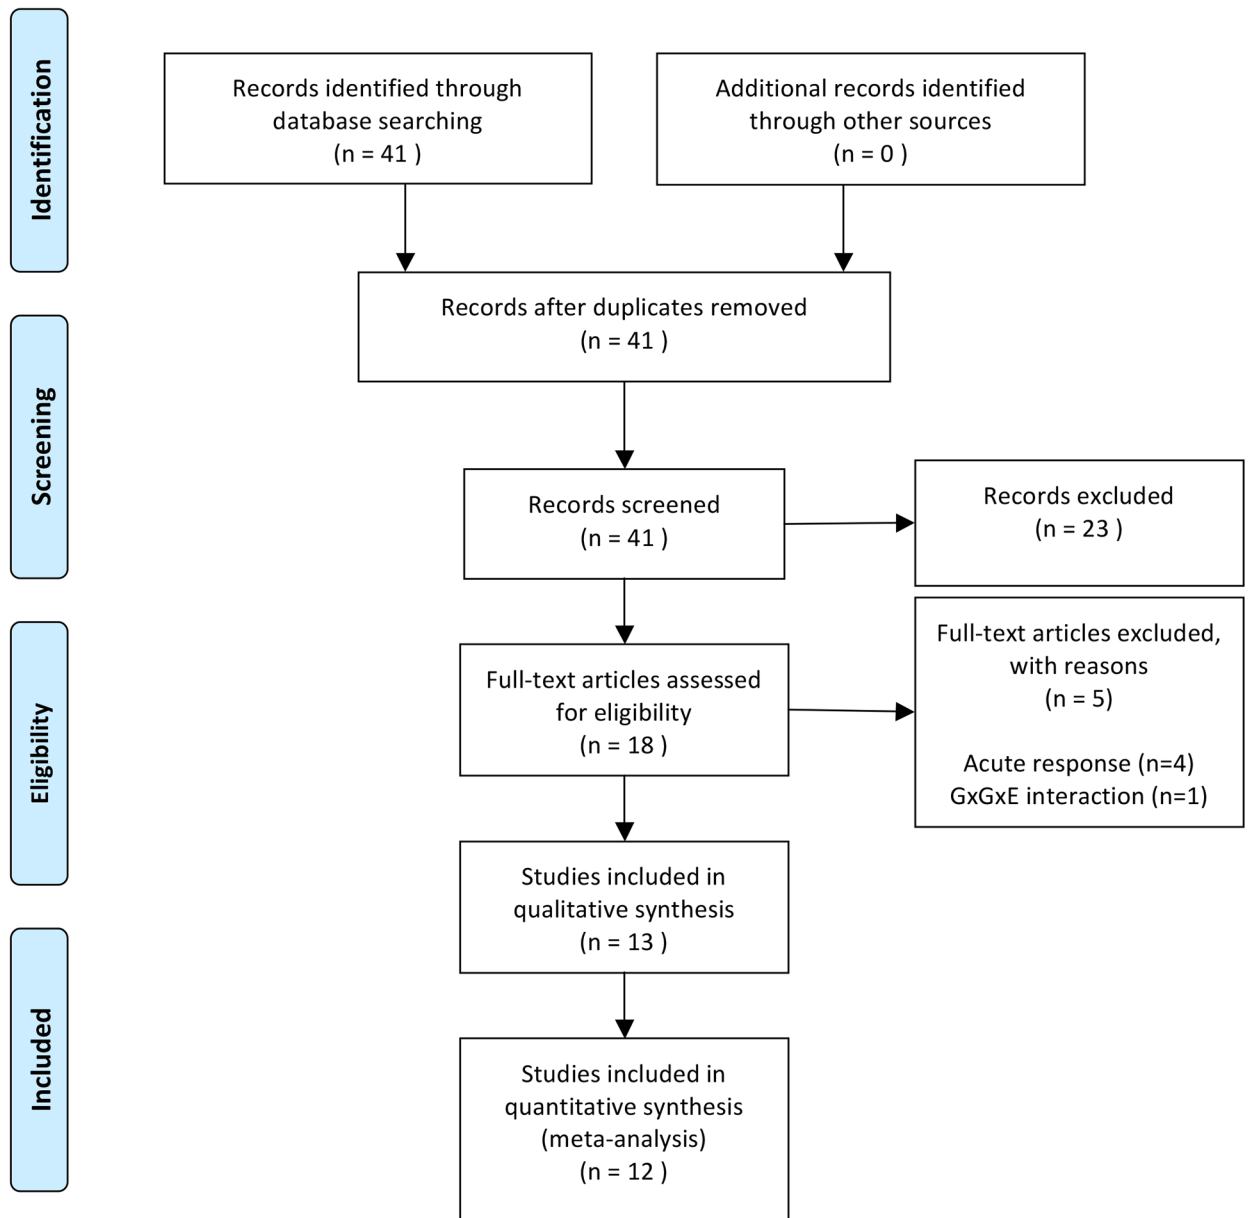 Identification
Records identified through
database searching
(n = 41 )
Additional records identified
through other sources
(n = 0 )
Records after duplicates removed
(n = 41 )
Screening
Records screened
(n = 41 )
Records excluded
(n = 23 )
Eligibility
Full-text articles assessed
for eligibility
(n = 18 )
Full-text articles excluded,
with reasons
(n = 5)
Acute response (n=4)
GxGxE interaction (n=1)
Studies included in
qualitative synthesis
(n = 13 )
Included
Studies included in
quantitative synthesis
(meta-analysis)
(n = 12 )